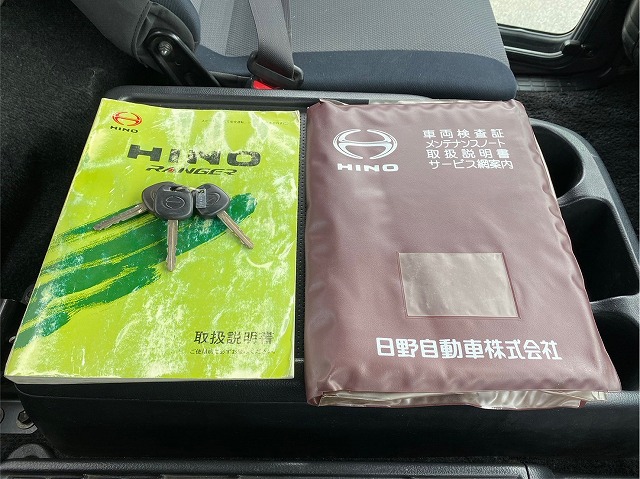 HINO
HINO
RANGER
取扱説明書
HINO
車両検査証
メンテナンスノート
取扱説明書
サービス網案内
日野自動車株式会社